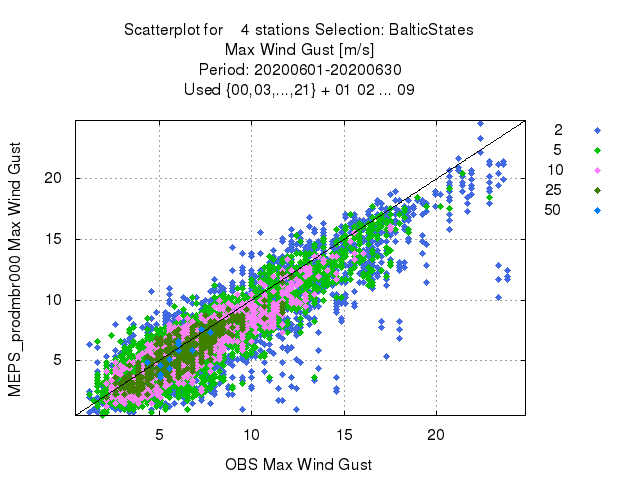 Scatterplot for 4 stations Selection: BalticStates
Max Wind Gust [m/s]
Period: 20200601-20200630
Used {00,03,...,21} + 01 02 ... 09
MEPS_prodmbr000 Max Wind Gust
20
15
10
5
5
10
15
20
OBS Max Wind Gust
2
5
10
25
50